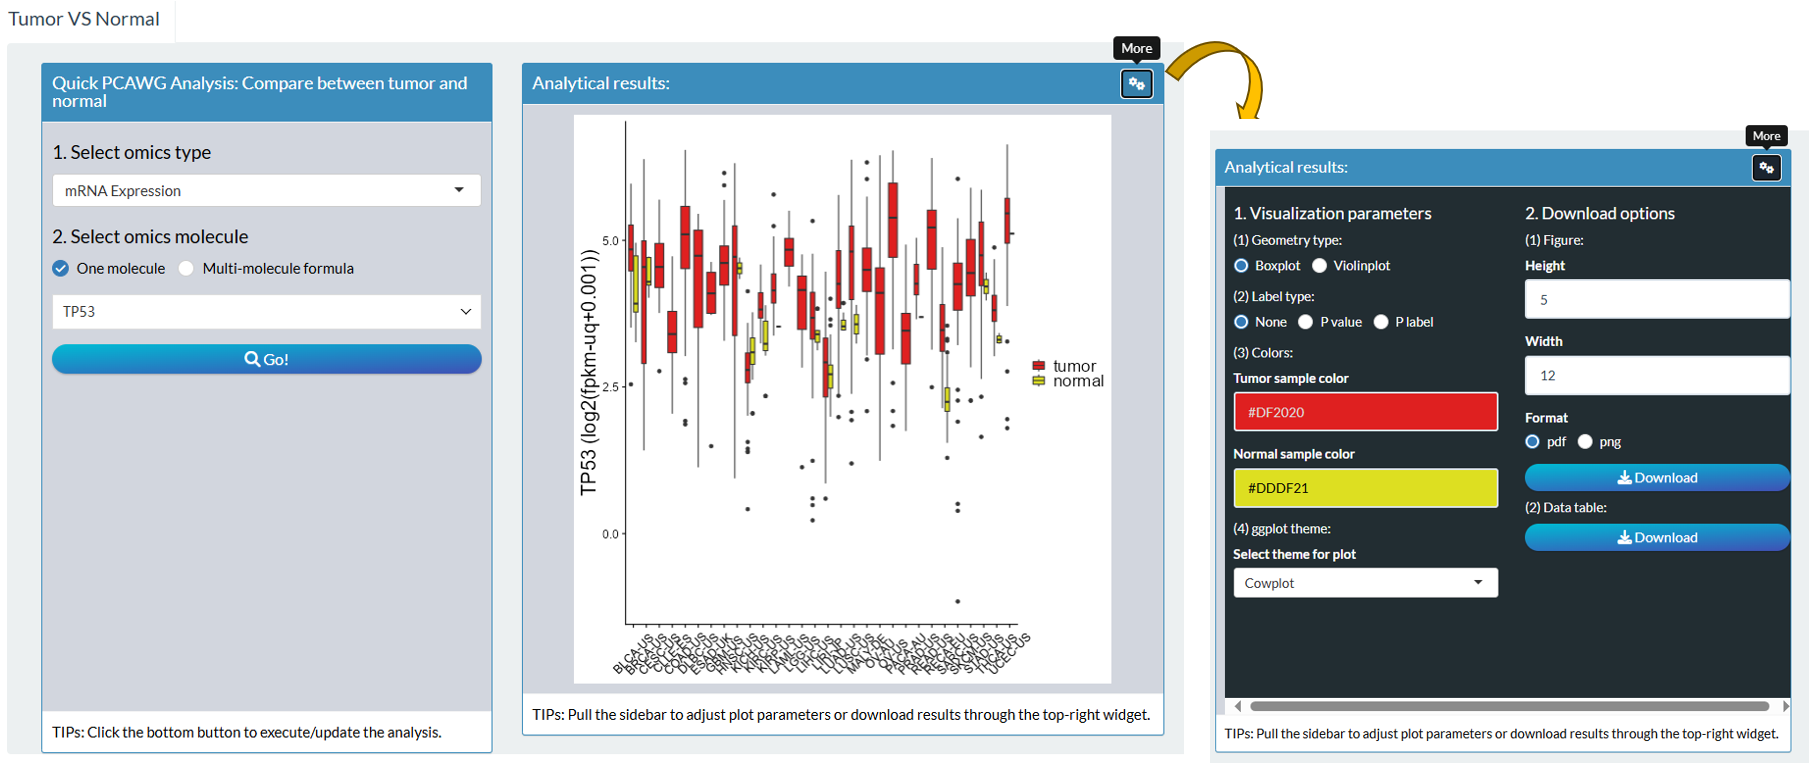 Tumor VS Normal
Quick PCAWG Analysis: Compare between tumor and
normal
1. Select omics type
mRNA Expression
2. Select omics molecule
One molecule
Multi-molecule formula
TP53
Go!
TIPs: Click the bottom button to execute/update the analysis.
More
Analytical results:
TP53 (log2(fpkm-uq+0.001))
5.0
2.5
0.0
tumor
normal
BLCA-US
BRCA-US
CESC-US
CLLE-ES
COAD-US
DLBC-US
ESAD-UK
GBM-US
HNSC-US
KICH-US
KIRC-US
KIRP-US
LAML-US
LGG-US
LIHC-US
LIRI-JP
LUAD-US
LUSC-US
MALY-DE
OV-AU
OV-US
PACA-AU
PRAD-US
READ-US
RECA-EU
SARC-US
SKCM-US
STAD-US
THCA-US
UCEC-US
TIPs: Pull the sidebar to adjust plot parameters or download results through the top-right widget.
More
Analytical results:
1. Visualization parameters
(1) Geometry type:
Boxplot
Violinplot
(2) Label type:
None
P value
P label
(3) Colors:
Tumor sample color
#DF2020
Normal sample color
#DDDF21
(4) ggplot theme:
Select theme for plot
Cowplot
2. Download options
(1) Figure:
Height
5
Width
12
Format
pdf
png
Download
(2) Data table:
Download
TIPs: Pull the sidebar to adjust plot parameters or download results through the top-right widget.